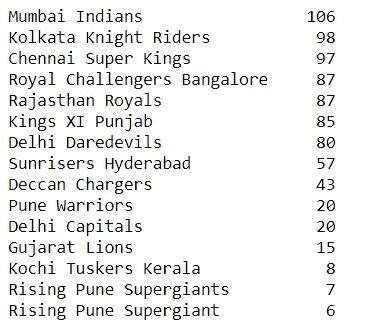 Mumbai Indians 106
Kolkata Knight Riders 98
Chennai Super Kings 97
Royal Challengers Bangalore 87
Rajasthan Royals 87
Kings XI Punjab 85
Delhi Daredevils 80
Sunrisers Hyderabad 57
Deccan Chargers 43
Pune Warriors 20
Delhi Capitals 20
Gujarat Lions 15
Kochi Tuskers Kerala 8
Rising Pune Supergiants 7
Rising Pune Supergiant 6